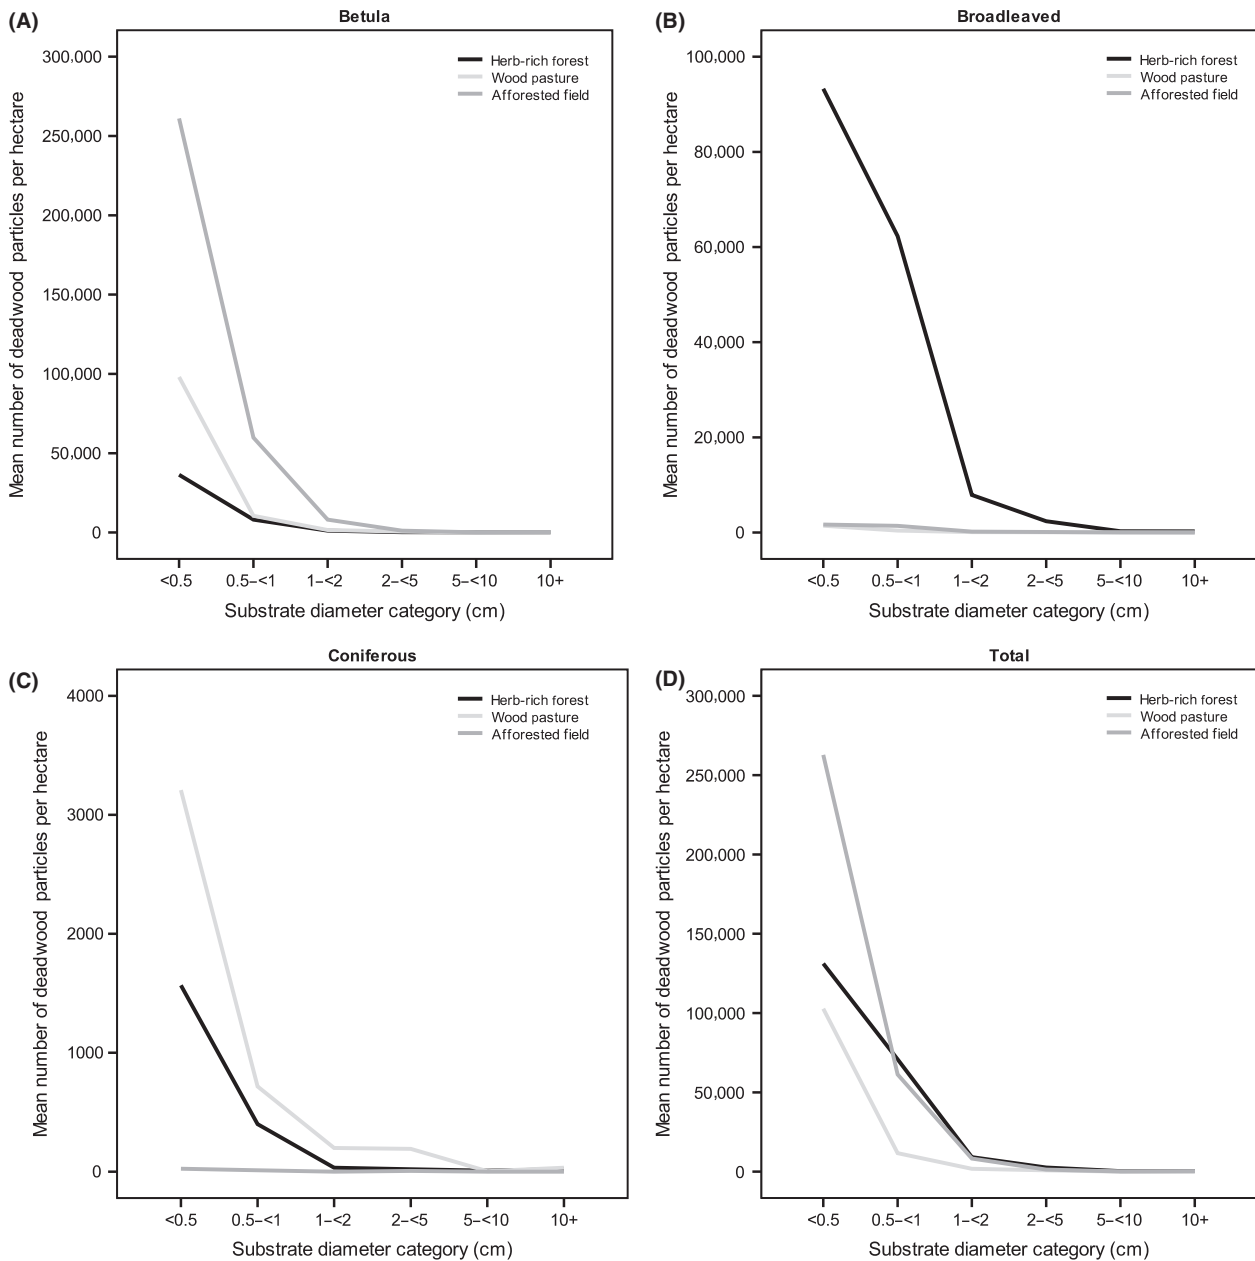 (A)
Betula
Mean number of deadwood particles per hectare
300,000
250,000
200,000
150,000
100,000
50,000
0
Herb-rich forest
Wood pasture
Afforested field
<0.5 0.5–<1 1–<2 2–<5 5–<10 10+
Substrate diameter category (cm)
(B)
Broadleaved
Mean number of deadwood particles per hectare
100,000
80,000
60,000
40,000
20,000
0
Herb-rich forest
Wood pasture
Afforested field
<0.5 0.5–<1 1–<2 2–<5 5–<10 10+
Substrate diameter category (cm)
(C)
Coniferous
Mean number of deadwood particles per hectare
4000
3000
2000
1000
0
Herb-rich forest
Wood pasture
Afforested field
<0.5 0.5–<1 1–<2 2–<5 5–<10 10+
Substrate diameter category (cm)
(D)
Total
Mean number of deadwood particles per hectare
300,000
250,000
200,000
150,000
100,000
50,000
0
Herb-rich forest
Wood pasture
Afforested field
<0.5 0.5–<1 1–<2 2–<5 5–<10 10+
Substrate diameter category (cm)